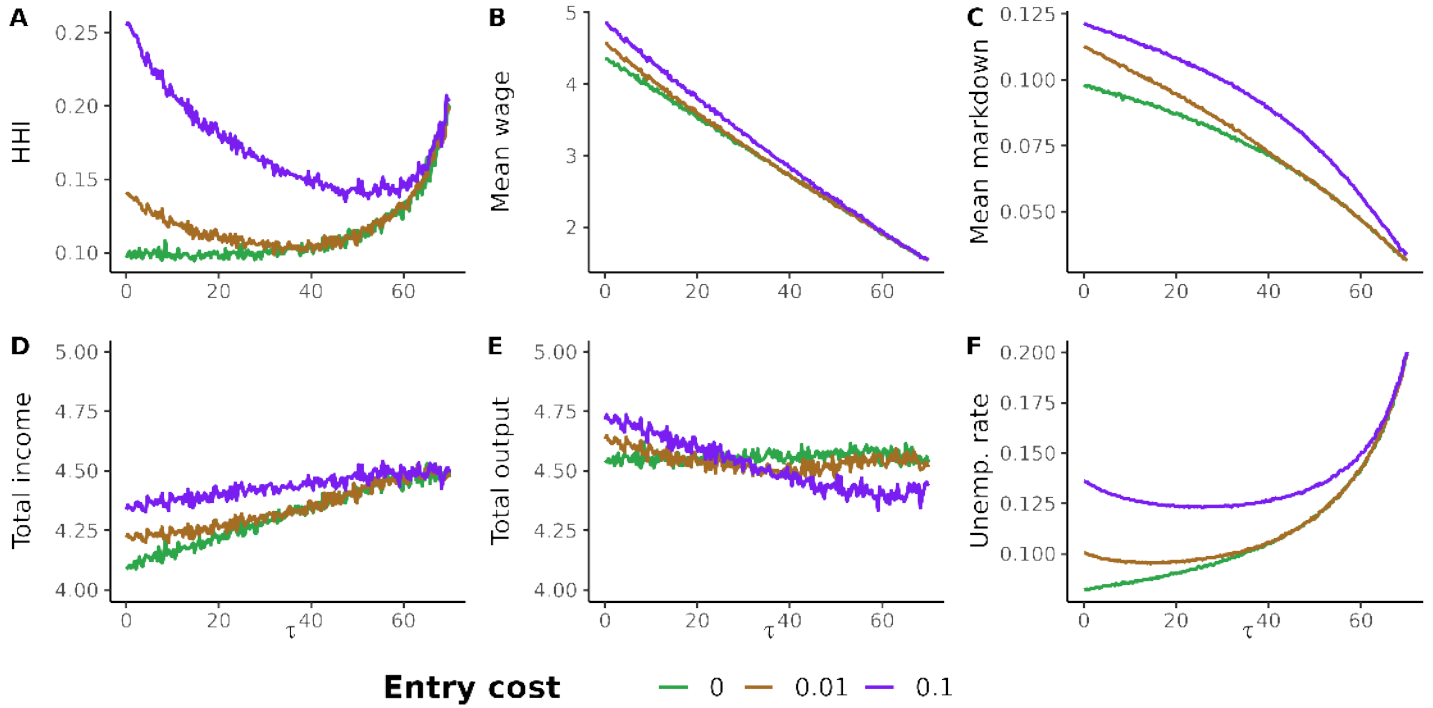 A
HHI
0.25
0.20
0.15
0.10
0 20 40 60
B
Mean wage
5
4
3
2
0 20 40 60
C
Mean markdown
0.125
0.100
0.075
0.050
0 20 40 60
D
Total income
5.00
4.75
4.50
4.25
4.00
0 20 40 60
τ
E
Total output
5.00
4.75
4.50
4.25
4.00
0 20 40 60
τ
F
Unemp. rate
0.200
0.175
0.150
0.125
0.100
0 20 40 60
τ
Entry cost 0 0.01 0.1